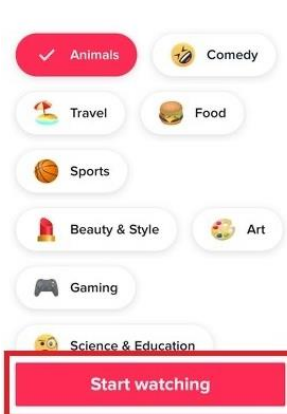 Animals Comedy
Travel Food
Sports
Beauty & Style Art
Gaming
Science & Education
Start watching